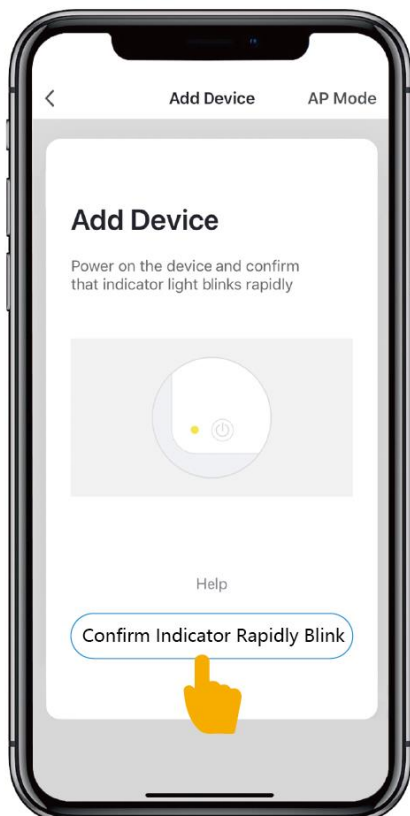 Add Device AP Mode
Add Device
Power on the device and confirm
that indicator light blinks rapidly
Help
Confirm Indicator Rapidly Blink